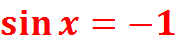 sin x = −1